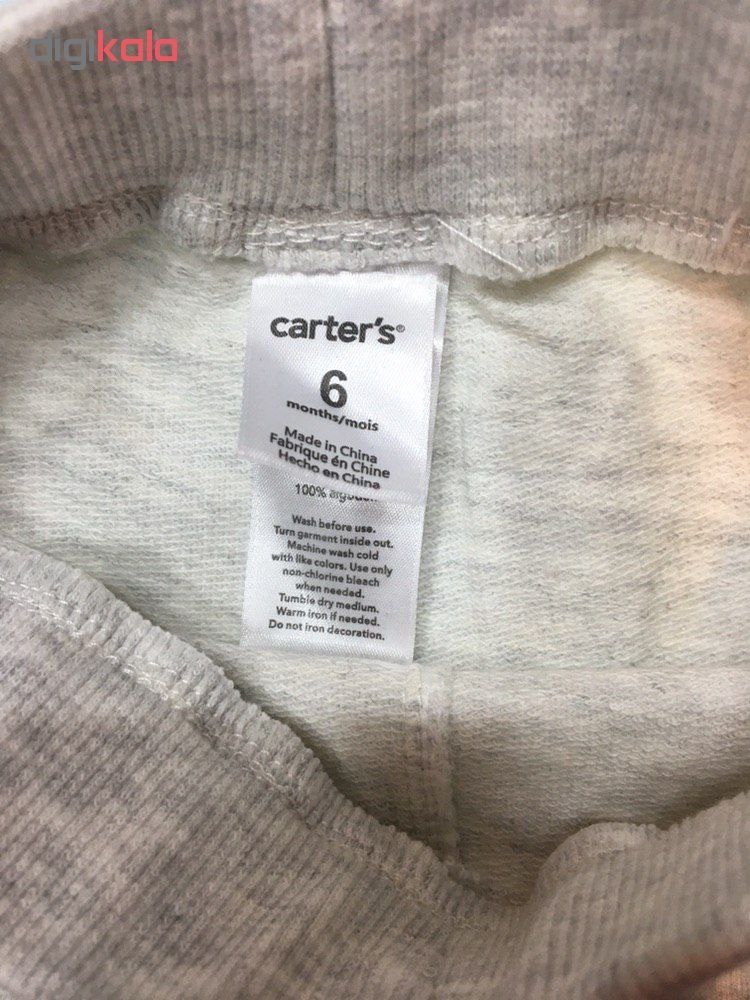 digikala
carter's®
6
months/mois
Made in China
Fabriqué en Chine
Hecho en China
100%
Wash before use.
Turn garment inside out.
Machine wash cold
with like colors. Use only
non-chlorine bleach
when needed.
Tumble dry medium.
Warm iron if needed.
Do not iron decoration.